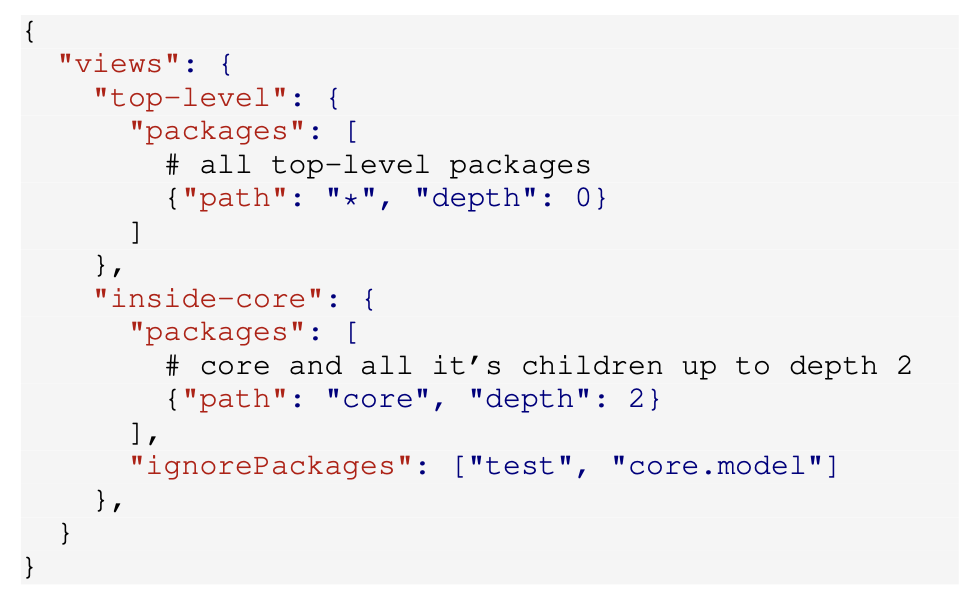 {
  "views": {
    "top-level": {
      "packages": [
        # all top-level packages
        {"path": "*", "depth": 0}
      ]
    },
    "inside-core": {
      "packages": [
        # core and all it’s children up to depth 2
        {"path": "core", "depth": 2}
      ],
      "ignorePackages": ["test", "core.model"]
    },
  }
}